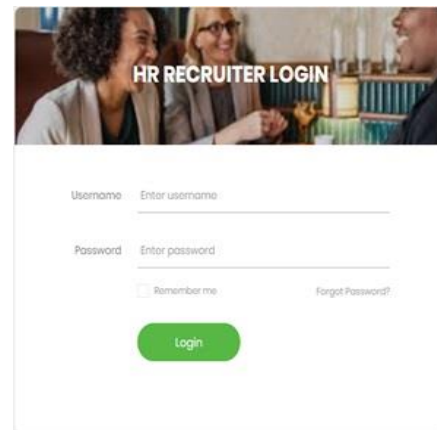 HR RECRUITER LOGIN
Username Enter username
Password Enter password
Remember me Forgot Password?
Login